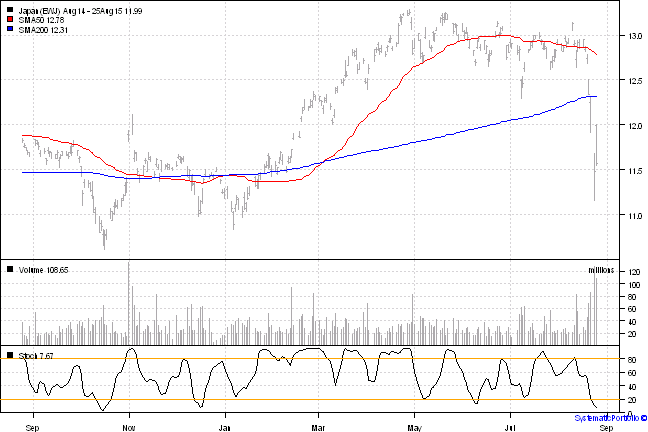 Japan (EAU) Aug14 - 25Aug15 11.99
SMA50 12.78
SMA200 12.31
13.0
12.5
12.0
11.5
11.0
Volume 108.65
millions
120
100
80
60
40
20
Stoch 7.67
80
60
40
20
SystematicPortfolio ©
Sep Nov Jan Mar May Jul Sep